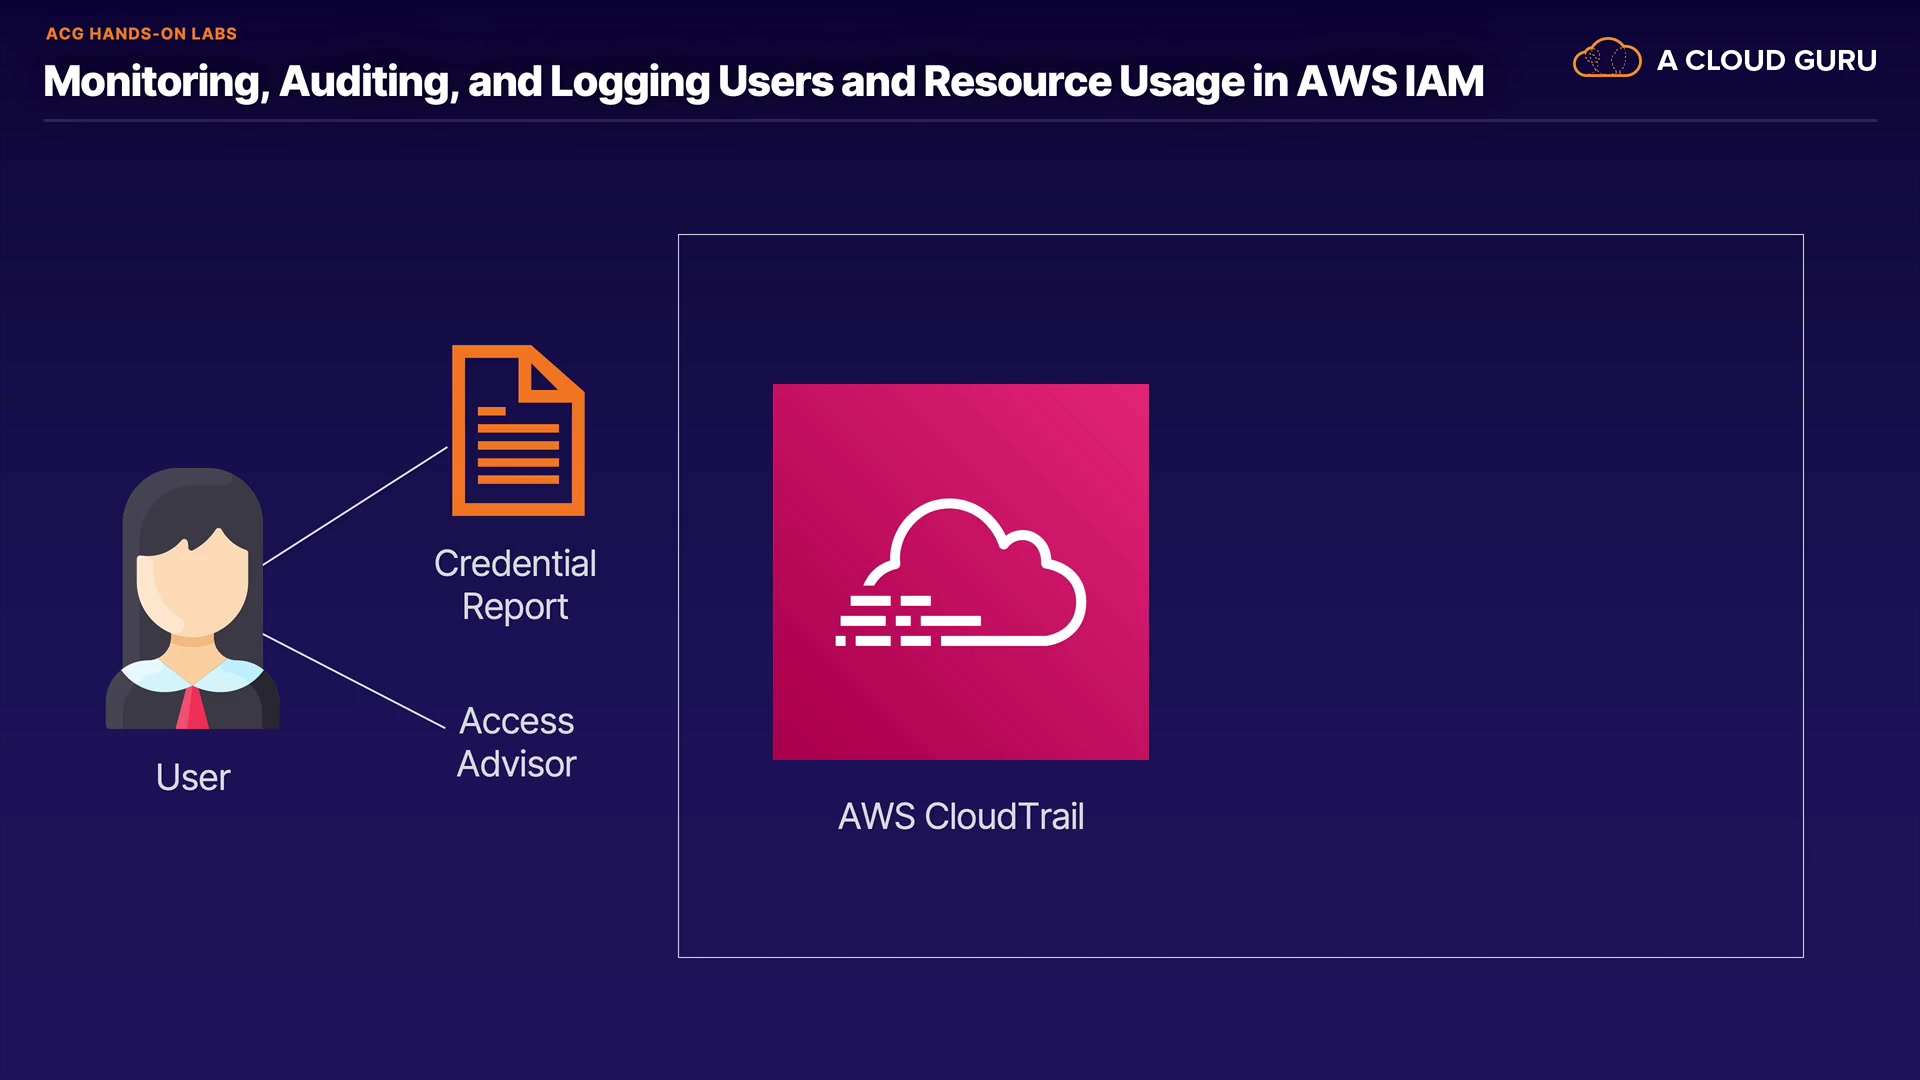 ACG HANDS-ON LABS
Monitoring, Auditing, and Logging Users and Resource Usage in AWS IAM
A CLOUD GURU
Credential
Report
Access
Advisor
User
AWS CloudTrail